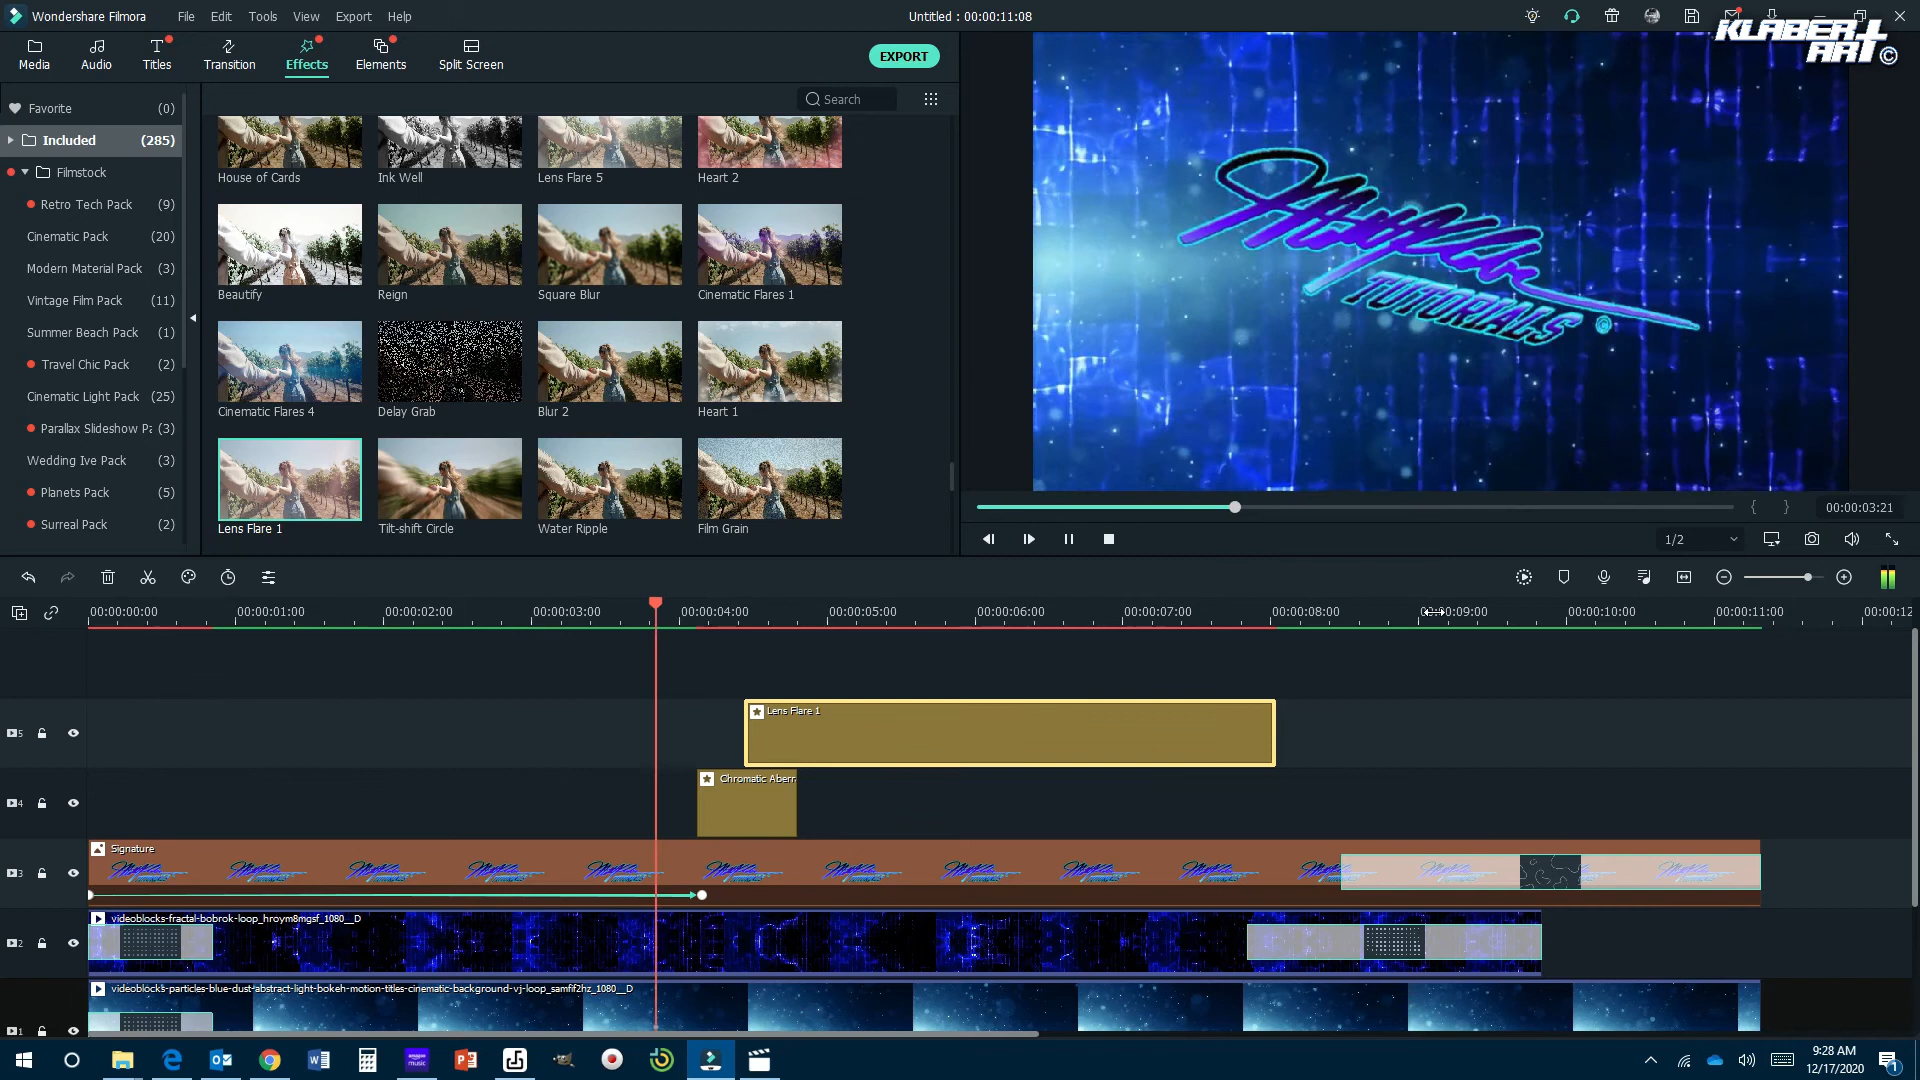 Wondershare Filmora
File
Edit
Tools
View
Export
Help
Untitled : 00:00:11:08
KLABER ART ©
Media
Audio
Titles
Transition
Effects
Elements
Split Screen
EXPORT
Search
Favorite (0)
Included (285)
Filmstock
Retro Tech Pack (9)
Cinematic Pack (20)
Modern Material Pack (3)
Vintage Film Pack (11)
Summer Beach Pack (1)
Travel Chic Pack (2)
Cinematic Light Pack (25)
Parallax Slideshow Pa (3)
Wedding Ive Pack (3)
Planets Pack (5)
Surreal Pack (2)
House of Cards
Ink Well
Lens Flare 5
Heart 2
Beautify
Reign
Square Blur
Cinematic Flares 1
Cinematic Flares 4
Delay Grab
Blur 2
Heart 1
Lens Flare 1
Tilt-shift Circle
Water Ripple
Film Grain
TUTORIALS ©
00:00:03:21
1/2
00:00:00:00
00:00:01:00
00:00:02:00
00:00:03:00
00:00:04:00
00:00:05:00
00:00:06:00
00:00:07:00
00:00:08:00
00:00:09:00
00:00:10:00
00:00:11:00
00:00:12
5
Lens Flare 1
4
Chromatic Aberr
3
Signature
2
videoblocks-fractal-bobrok-loop_hroym8mgsf_1080__D
1
videoblocks-particles-blue-dust-abstract-light-bokeh-motion-titles-cinematic-background-vj-loop_samfif2hz_1080__D
amazon music
9:28 AM
12/17/2020
1